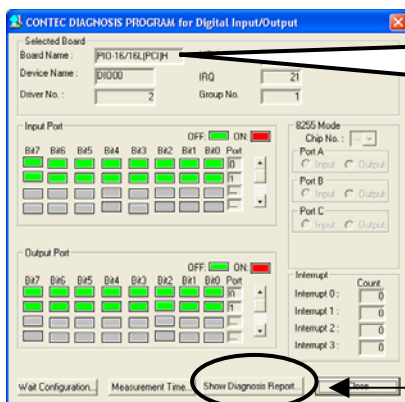 CONTEC DIAGNOSIS PROGRAM for Digital Input/Output
Selected Board
Board Name : PIO-16/16L(PCI)H
Device Name : DIO00 IRQ 21
Driver No. : 2 Group No. 1
Input Port
OFF: ON:
Bit7 Bit6 Bit5 Bit4 Bit3 Bit2 Bit1 Bit0 Port
0
1
...
...
8255 Mode
Chip No. : --
Port A
Input Output
Port B
Input Output
Port C
Input Output
Output Port
OFF: ON:
Bit7 Bit6 Bit5 Bit4 Bit3 Bit2 Bit1 Bit0 Port
0
1
...
...
Interrupt
Count
Interrupt 0 : 0
Interrupt 1 : 0
Interrupt 2 : 0
Interrupt 3 : 0
Wait Configuration... Measurement Time... Show Diagnosis Report... Close